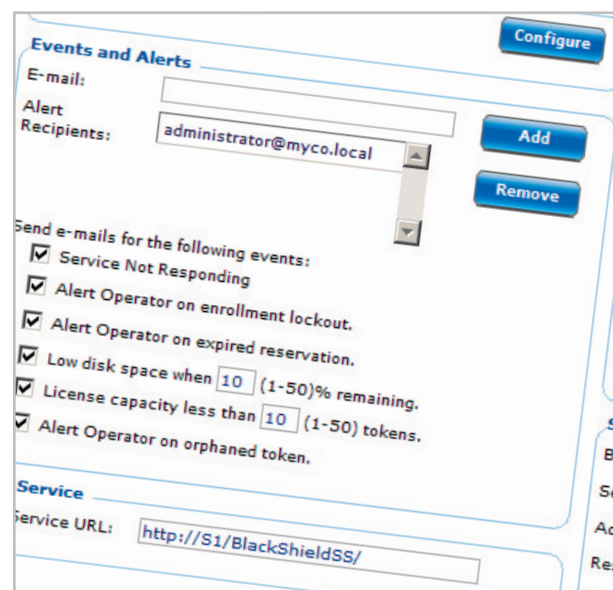 Configure
Events and Alerts
E-mail:
Add
Alert
Recipients:
administrator@myco.local
Remove
Send e-mails for the following events:
Service Not Responding
Alert Operator on enrollment lockout.
Alert Operator on expired reservation.
Low disk space when 10 (1-50)% remaining.
License capacity less than 10 (1-50) tokens.
Alert Operator on orphaned token.
Service
Service URL:
http://S1/BlackShieldSS/